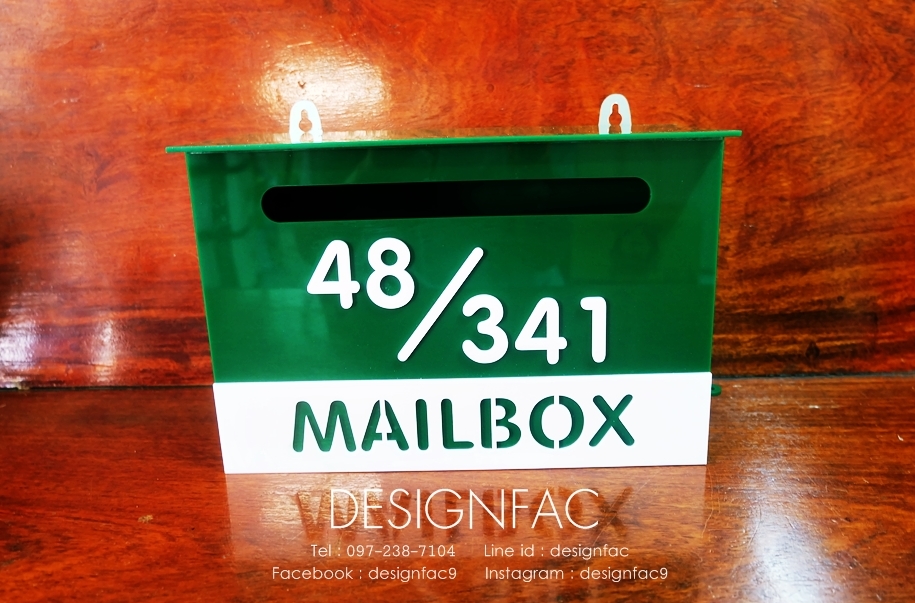 48/341
MAILBOX
DESIGNFAC
Tel : 097-238-7104 Line id : designfac
Facebook : designfac9 Instagram : designfac9